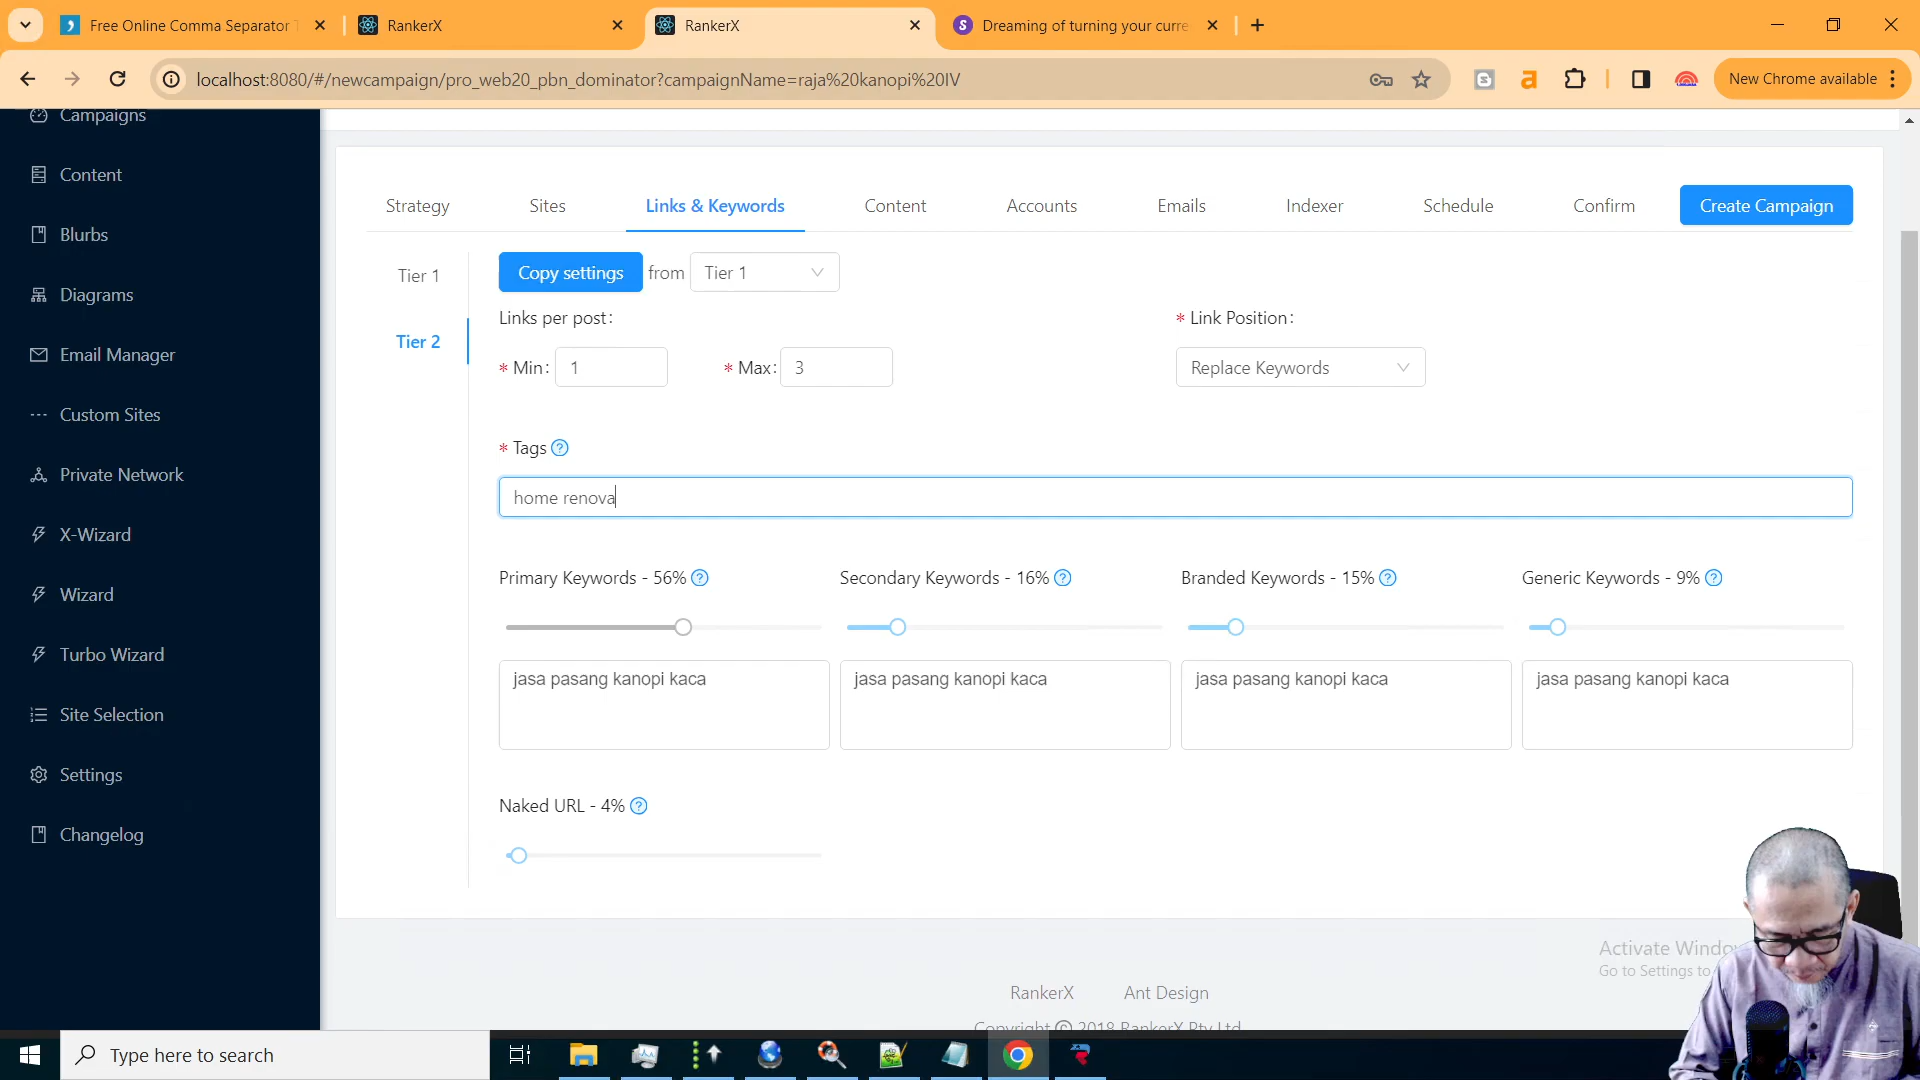 Free Online Comma Separator
RankerX
RankerX
Dreaming of turning your curre
localhost:8080/#/newcampaign/pro_web20_pbn_dominator?campaignName=raja%20kanopi%20IV
New Chrome available
Campaigns
Content
Blurbs
Diagrams
Email Manager
Custom Sites
Private Network
X-Wizard
Wizard
Turbo Wizard
Site Selection
Settings
Changelog
Strategy
Sites
Links & Keywords
Content
Accounts
Emails
Indexer
Schedule
Confirm
Create Campaign
Tier 1
Tier 2
Copy settings from Tier 1
Links per post:
* Link Position:
* Min: 1
* Max: 3
Replace Keywords
* Tags
home renova
Primary Keywords - 56%
Secondary Keywords - 16%
Branded Keywords - 15%
Generic Keywords - 9%
jasa pasang kanopi kaca
jasa pasang kanopi kaca
jasa pasang kanopi kaca
jasa pasang kanopi kaca
Naked URL - 4%
Activate Windo
Go to Settings to
RankerX
Ant Design
Copyright © 2018 RankerX Pty Ltd
Type here to search